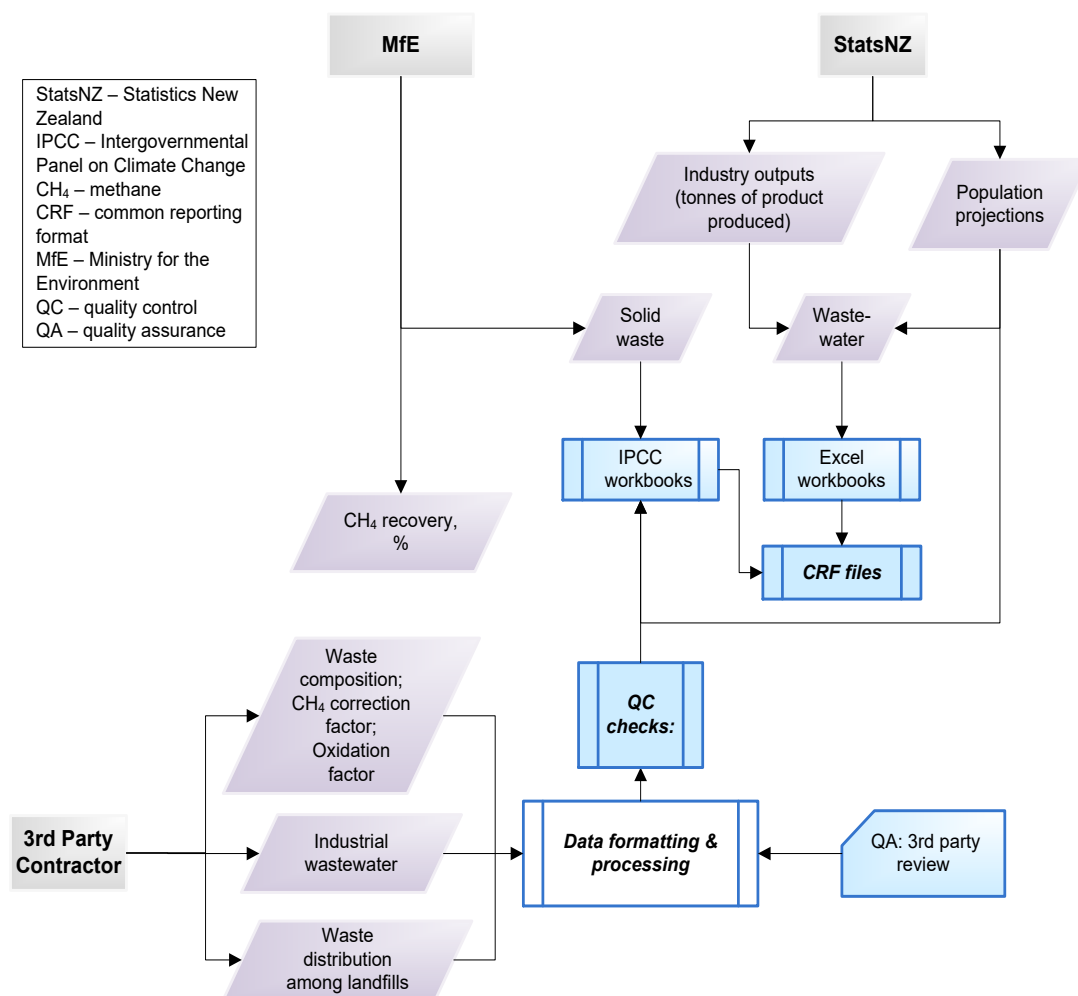 MfE
StatsNZ
StatsNZ – Statistics New
Zealand
IPCC – Intergovernmental
Panel on Climate Change
CH₄ – methane
CRF – common reporting
format
MfE – Ministry for the
Environment
QC – quality control
QA – quality assurance
Industry outputs
(tonnes of product
produced)
Population
projections
Solid
waste
Waste-
water
IPCC
workbooks
Excel
workbooks
CH₄ recovery,
%
CRF files
Waste
composition;
CH₄ correction
factor;
Oxidation
factor
QC
checks:
3rd Party
Contractor
Industrial
wastewater
Data formatting &
processing
QA: 3rd party
review
Waste
distribution
among landfills